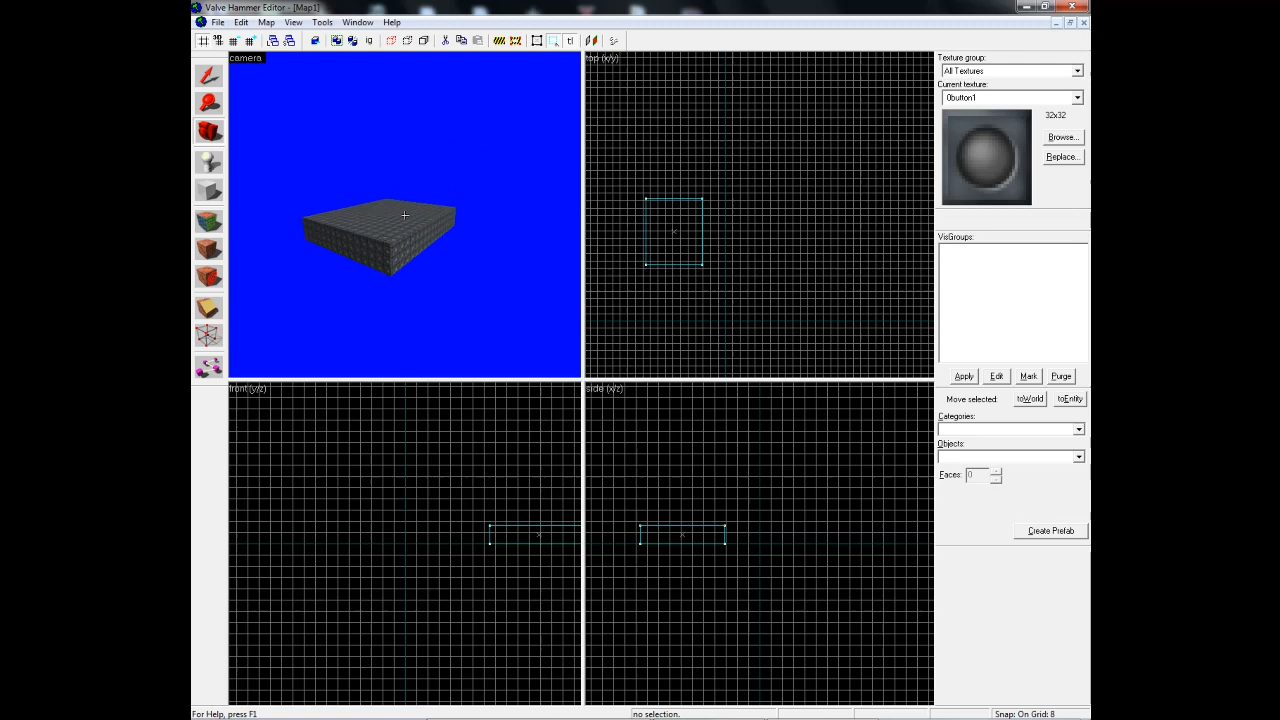 Valve Hammer Editor - [Map1]
File Edit Map View Tools Window Help
camera
top (x/y)
front (y/z)
side (x/z)
Texture group:
All Textures
Current texture:
0button1
32x32
Browse...
Replace...
VisGroups:
Apply Edit Mark Purge
Move selected: toWorld toEntity
Categories:
Objects:
Faces: 0
Create Prefab
For Help, press F1
no selection.
Snap: On Grid: 8